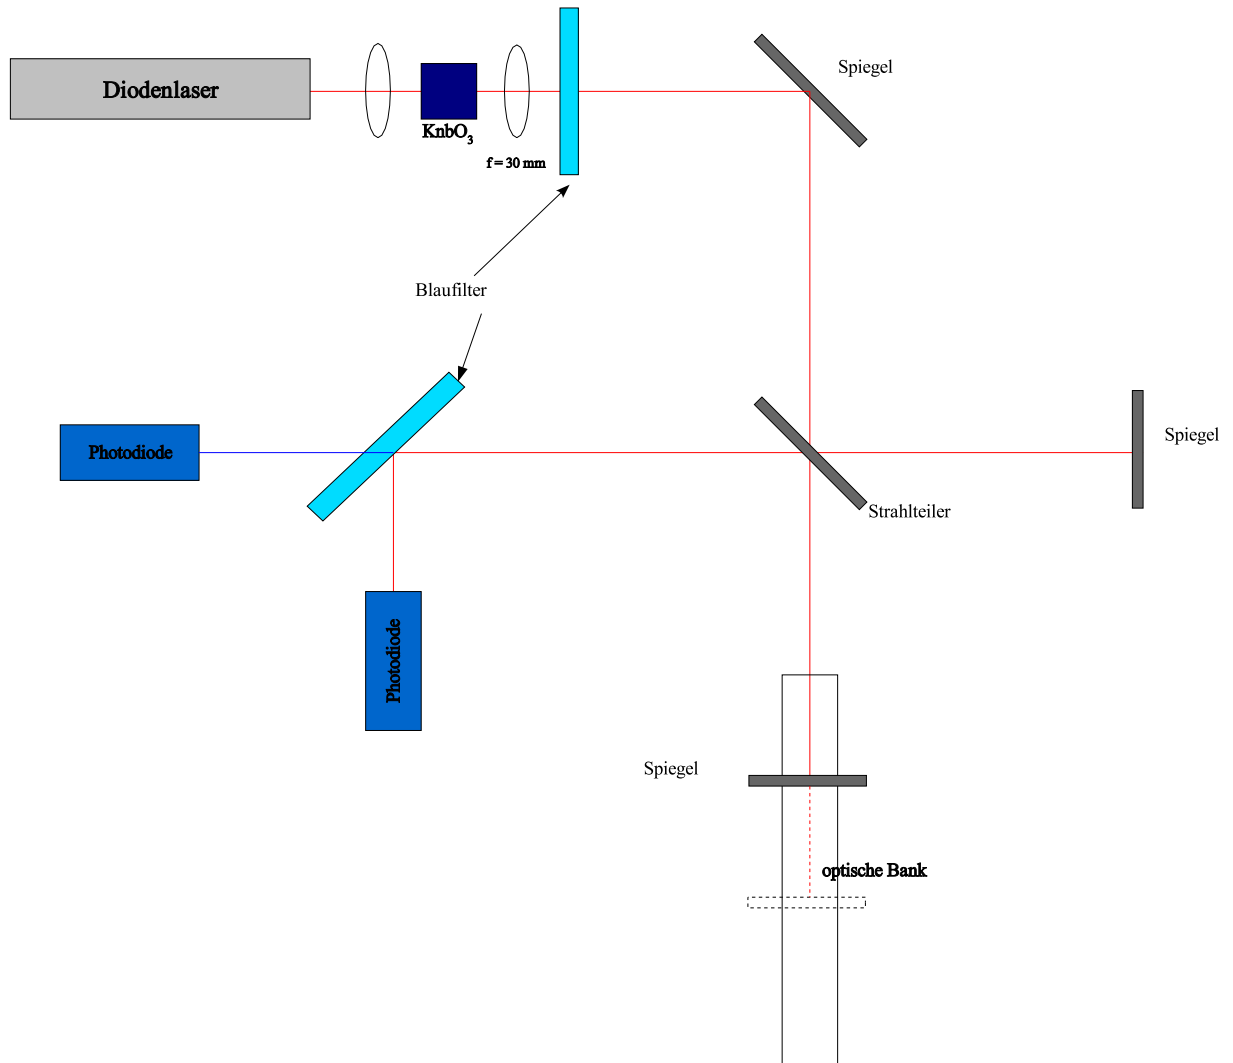 Spiegel
Diodenlaser
KnbO3
f = 30 mm
Blaufilter
Spiegel
Photodiode
Strahlteiler
Photodiode
Spiegel
optische Bank